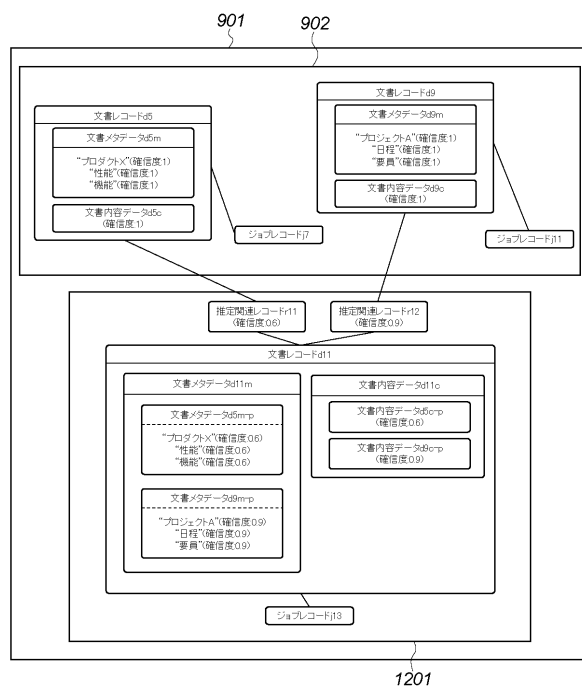 901
902
文書レコードd5
文書メタデータd5m
“プロダクトX”(確信度:1)
“性能”(確信度:1)
“機能”(確信度:1)
文書内容データd5c
(確信度:1)
ジョブレコードj7
文書レコードd9
文書メタデータd9m
“プロジェクトA”(確信度:1)
“日程”(確信度:1)
“要員”(確信度:1)
文書内容データd9c
(確信度:1)
ジョブレコードj11
推定関連レコードr11
(確信度:0.6)
推定関連レコードr12
(確信度:0.9)
文書レコードd11
文書メタデータd11m
文書メタデータd5m-p
“プロダクトX”(確信度:0.6)
“性能”(確信度:0.6)
“機能”(確信度:0.6)
文書メタデータd9m-p
“プロジェクトA”(確信度:0.9)
“日程”(確信度:0.9)
“要員”(確信度:0.9)
文書内容データd11c
文書内容データd5c-p
(確信度:0.6)
文書内容データd9c-p
(確信度:0.9)
ジョブレコードj13
1201